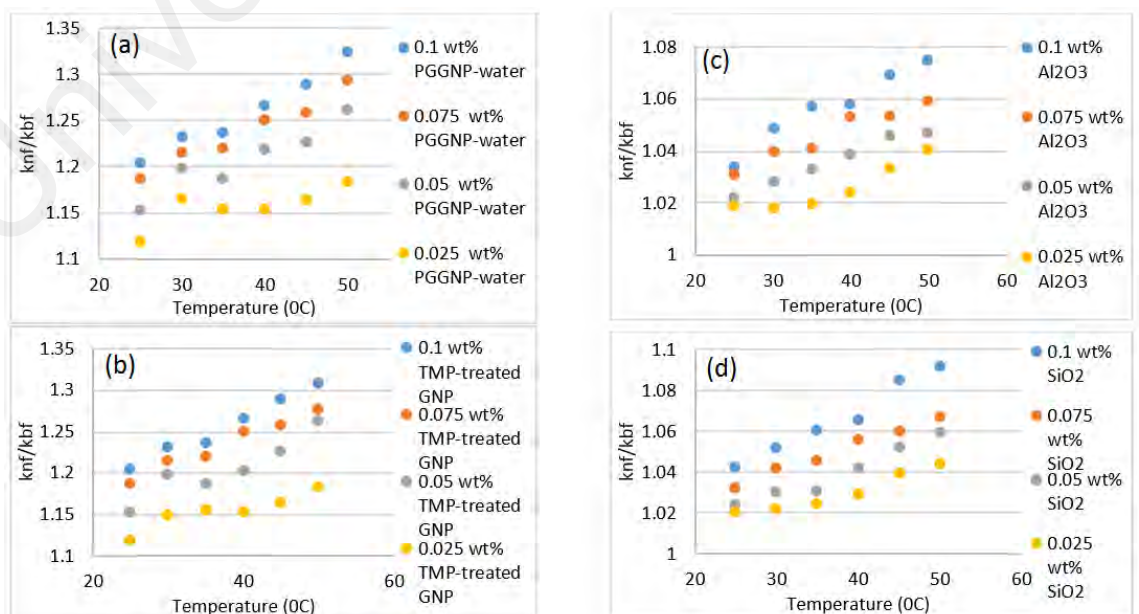 Unive
(a)
knf/kbf
1.35
1.3
1.25
1.2
1.15
1.1
20
30
40
50
60
Temperature (0C)
0.1 wt%
PGGNP-water
0.075 wt%
PGGNP-water
0.05 wt%
PGGNP-water
0.025 wt%
PGGNP-water
(c)
knf/kbf
1.08
1.06
1.04
1.02
1
20
30
40
50
60
Temperature (0C)
0.1 wt%
Al2O3
0.075 wt%
Al2O3
0.05 wt%
Al2O3
0.025 wt%
Al2O3
(b)
knf/kbf
1.35
1.3
1.25
1.2
1.15
1.1
20
40
60
Temperature (0C)
0.1 wt%
TMP-treated
GNP
0.075 wt%
TMP-treated
GNP
0.05 wt%
TMP-treated
GNP
0.025 wt%
TMP-treated
GNP
(d)
knf/kbf
1.1
1.08
1.06
1.04
1.02
1
20
30
40
50
60
Temperature (0C)
0.1 wt%
SiO2
0.075
wt%
SiO2
0.05 wt%
SiO2
0.025
wt%
SiO2